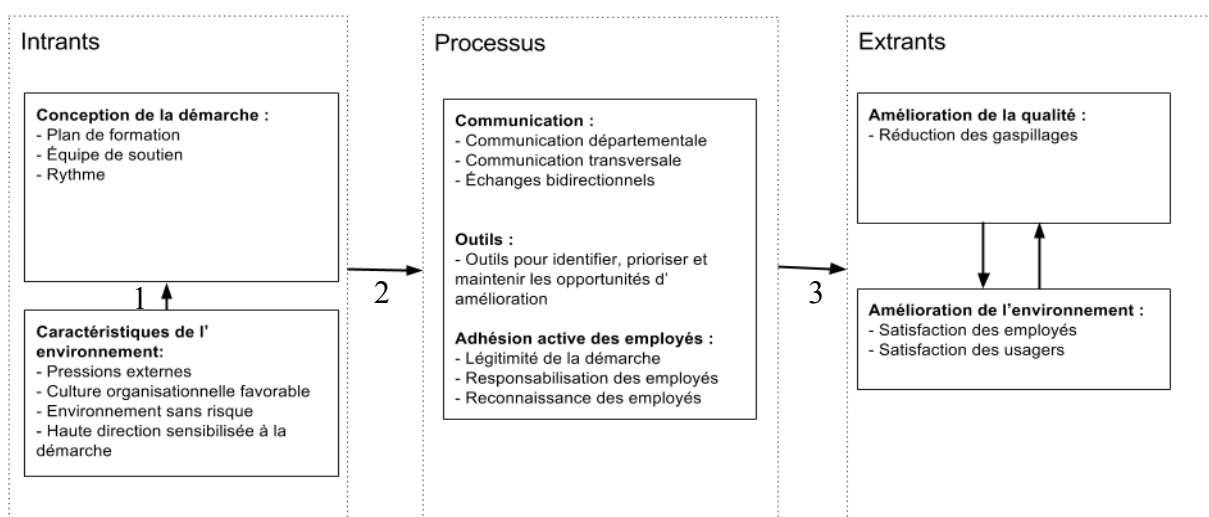 Intrants
Conception de la démarche :
- Plan de formation
- Équipe de soutien
- Rythme
1
Caractéristiques de l'
environnement:
- Pressions externes
- Culture organisationnelle favorable
- Environnement sans risque
- Haute direction sensibilisée à la
démarche
2
Processus
Communication :
- Communication départementale
- Communication transversale
- Échanges bidirectionnels
Outils :
- Outils pour identifier, prioriser et
maintenir les opportunités d'
amélioration
Adhésion active des employés :
- Légitimité de la démarche
- Responsabilisation des employés
- Reconnaissance des employés
3
Extrants
Amélioration de la qualité :
- Réduction des gaspillages
Amélioration de l'environnement :
- Satisfaction des employés
- Satisfaction des usagers